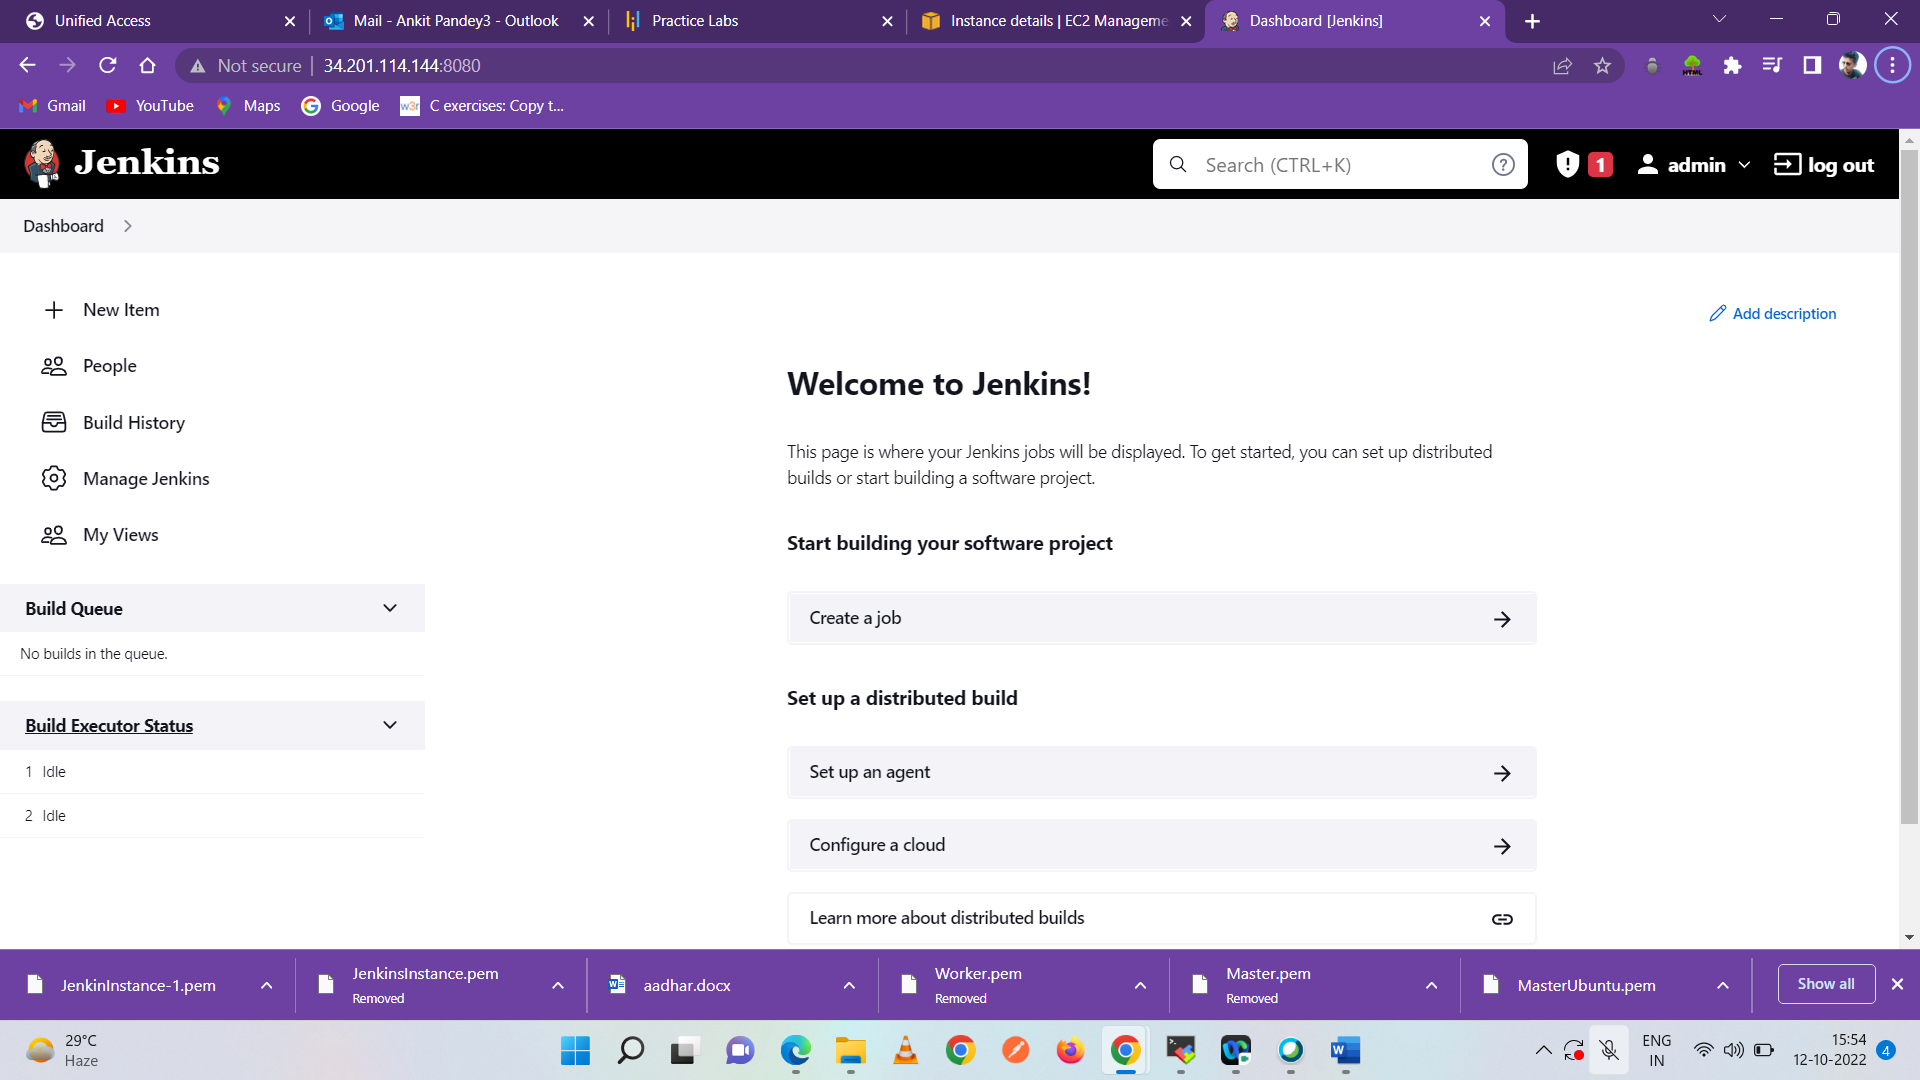 Unified Access
Mail - Ankit Pandey3 - Outlook
Practice Labs
Instance details | EC2 Manageme
Dashboard [Jenkins]
Not secure
34.201.114.144:8080
HTML
Gmail
YouTube
Maps
Google
w3r
C exercises: Copy t...
Jenkins
Search (CTRL+K)
1
admin
log out
Dashboard
New Item
People
Build History
Manage Jenkins
My Views
Build Queue
No builds in the queue.
Build Executor Status
1 Idle
2 Idle
Add description
Welcome to Jenkins!
This page is where your Jenkins jobs will be displayed. To get started, you can set up distributed
builds or start building a software project.
Start building your software project
Create a job
Set up a distributed build
Set up an agent
Configure a cloud
Learn more about distributed builds
JenkinInstance-1.pem
JenkinsInstance.pem
Removed
aadhar.docx
Worker.pem
Removed
Master.pem
Removed
MasterUbuntu.pem
Show all
29°C
Haze
ENG
IN
15:54
12-10-2022
4